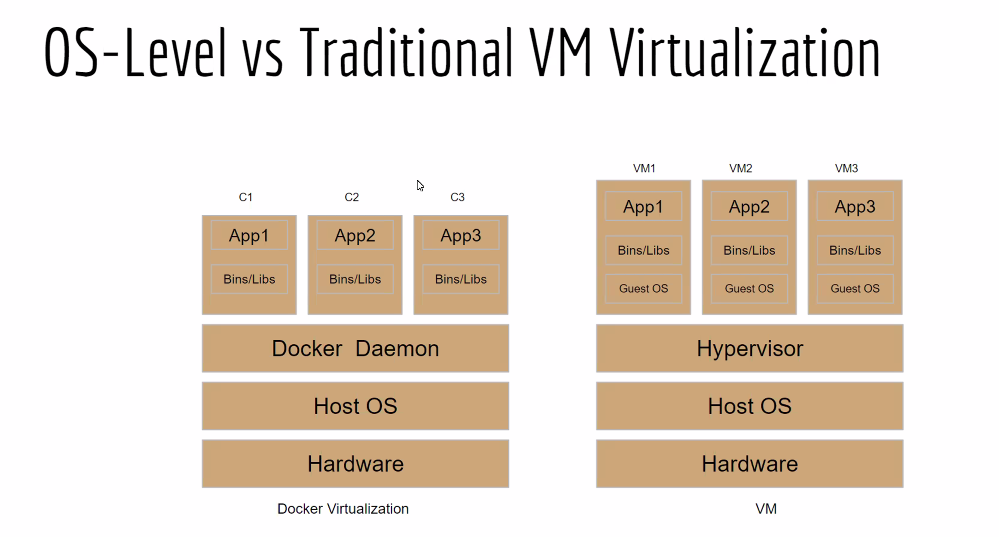 OS-Level vs Traditional VM Virtualization
C1 C2 C3
App1 App2 App3
Bins/Libs Bins/Libs Bins/Libs
Docker Daemon
Host OS
Hardware
Docker Virtualization
VM1 VM2 VM3
App1 App2 App3
Bins/Libs Bins/Libs Bins/Libs
Guest OS Guest OS Guest OS
Hypervisor
Host OS
Hardware
VM